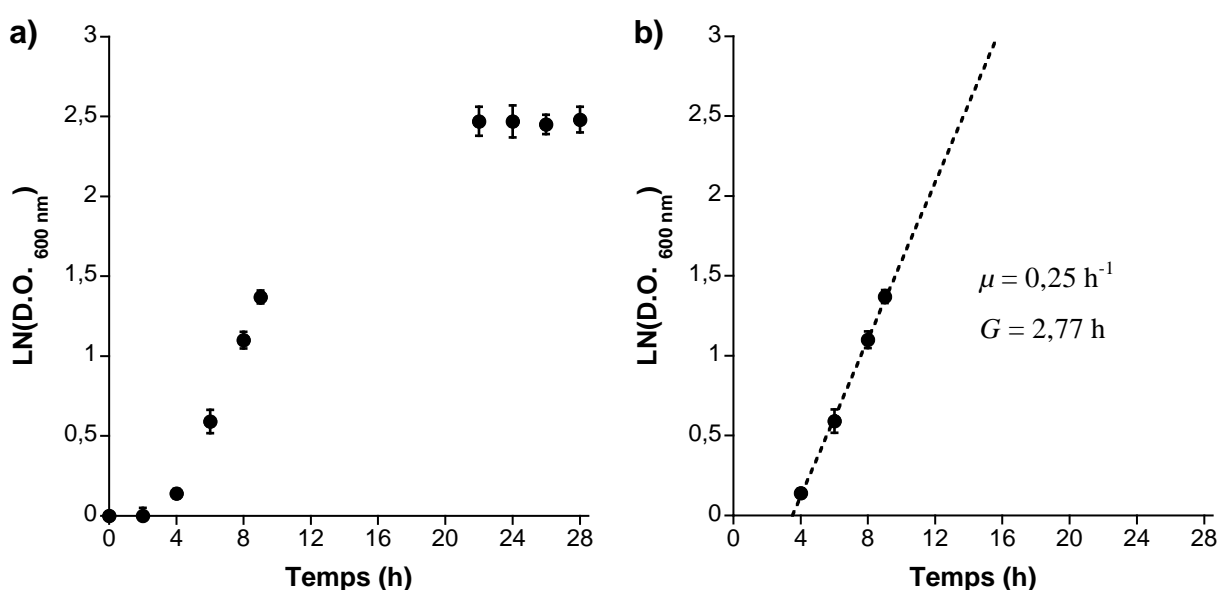 a)
LN(D.O. 600 nm)
3
2,5
2
1,5
1
0,5
0
0 4 8 12 16 20 24 28
Temps (h)
b)
LN(D.O. 600 nm)
3
2,5
2
1,5
1
0,5
0
0 4 8 12 16 20 24 28
Temps (h)
μ = 0,25 h-1
G = 2,77 h